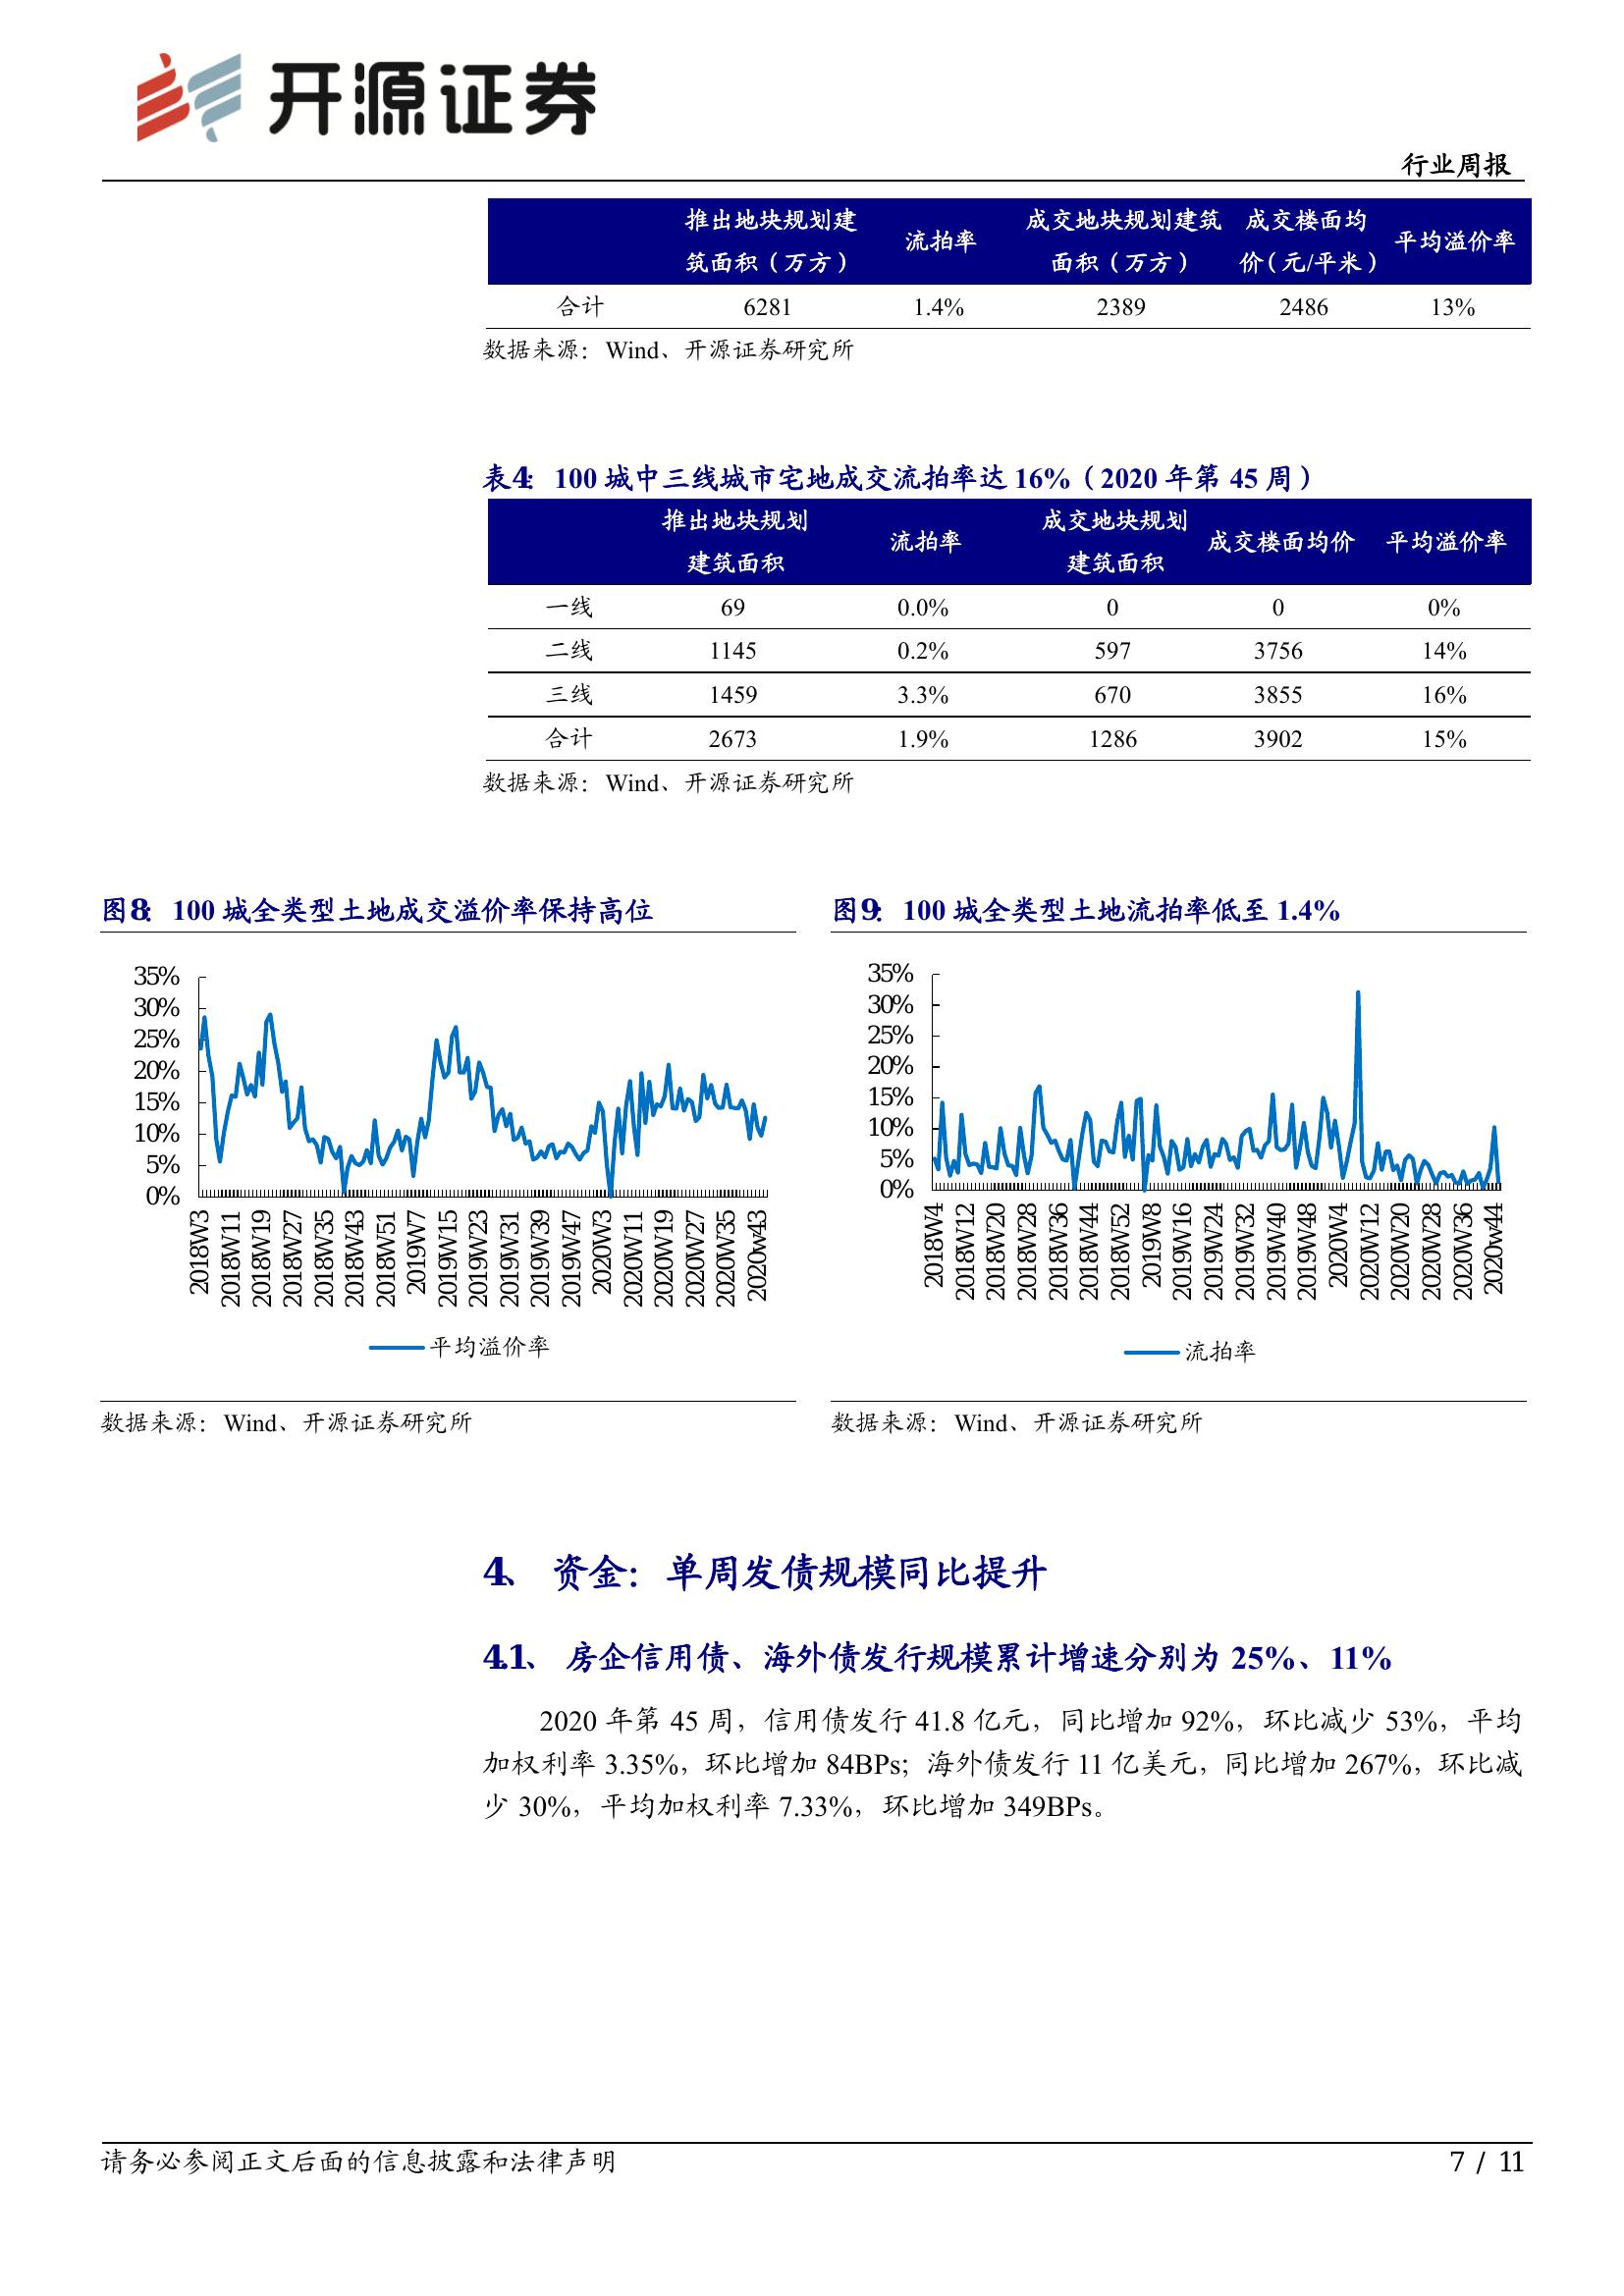 开源证券
行业周报
推出地块规划建筑面积（万方） 流拍率 成交地块规划建筑面积（万方） 成交楼面均价（元/平米） 平均溢价率
合计 6281 1.4% 2389 2486 13%
数据来源：Wind、开源证券研究所
表4： 100 城中三线城市宅地成交流拍率达 16%（2020 年第 45 周）
推出地块规划建筑面积 流拍率 成交地块规划建筑面积 成交楼面均价 平均溢价率
一线 69 0.0% 0 0 0%
二线 1145 0.2% 597 3756 14%
三线 1459 3.3% 670 3855 16%
合计 2673 1.9% 1286 3902 15%
数据来源：Wind、开源证券研究所
图8： 100 城全类型土地成交溢价率保持高位
35%
30%
25%
20%
15%
10%
5%
0%
2018W3 2018W11 2018W19 2018W27 2018W35 2018W43 2018W51 2019W7 2019W15 2019W23 2019W31 2019W39 2019W47 2020W3 2020W11 2020W19 2020W27 2020W35 2020w43
平均溢价率
数据来源：Wind、开源证券研究所
图9： 100 城全类型土地流拍率低至 1.4%
35%
30%
25%
20%
15%
10%
5%
0%
2018W4 2018W12 2018W20 2018W28 2018W36 2018W44 2018W52 2019W8 2019W16 2019W24 2019W32 2019W40 2019W48 2020W4 2020W12 2020W20 2020W28 2020W36 2020w44
流拍率
数据来源：Wind、开源证券研究所
4、 资金：单周发债规模同比提升
4.1、 房企信用债、海外债发行规模累计增速分别为 25%、11%
2020 年第 45 周，信用债发行 41.8 亿元，同比增加 92%，环比减少 53%，平均
加权利率 3.35%，环比增加 84BPs；海外债发行 11 亿美元，同比增加 267%，环比减
少 30%，平均加权利率 7.33%，环比增加 349BPs。
请务必参阅正文后面的信息披露和法律声明
7 / 11